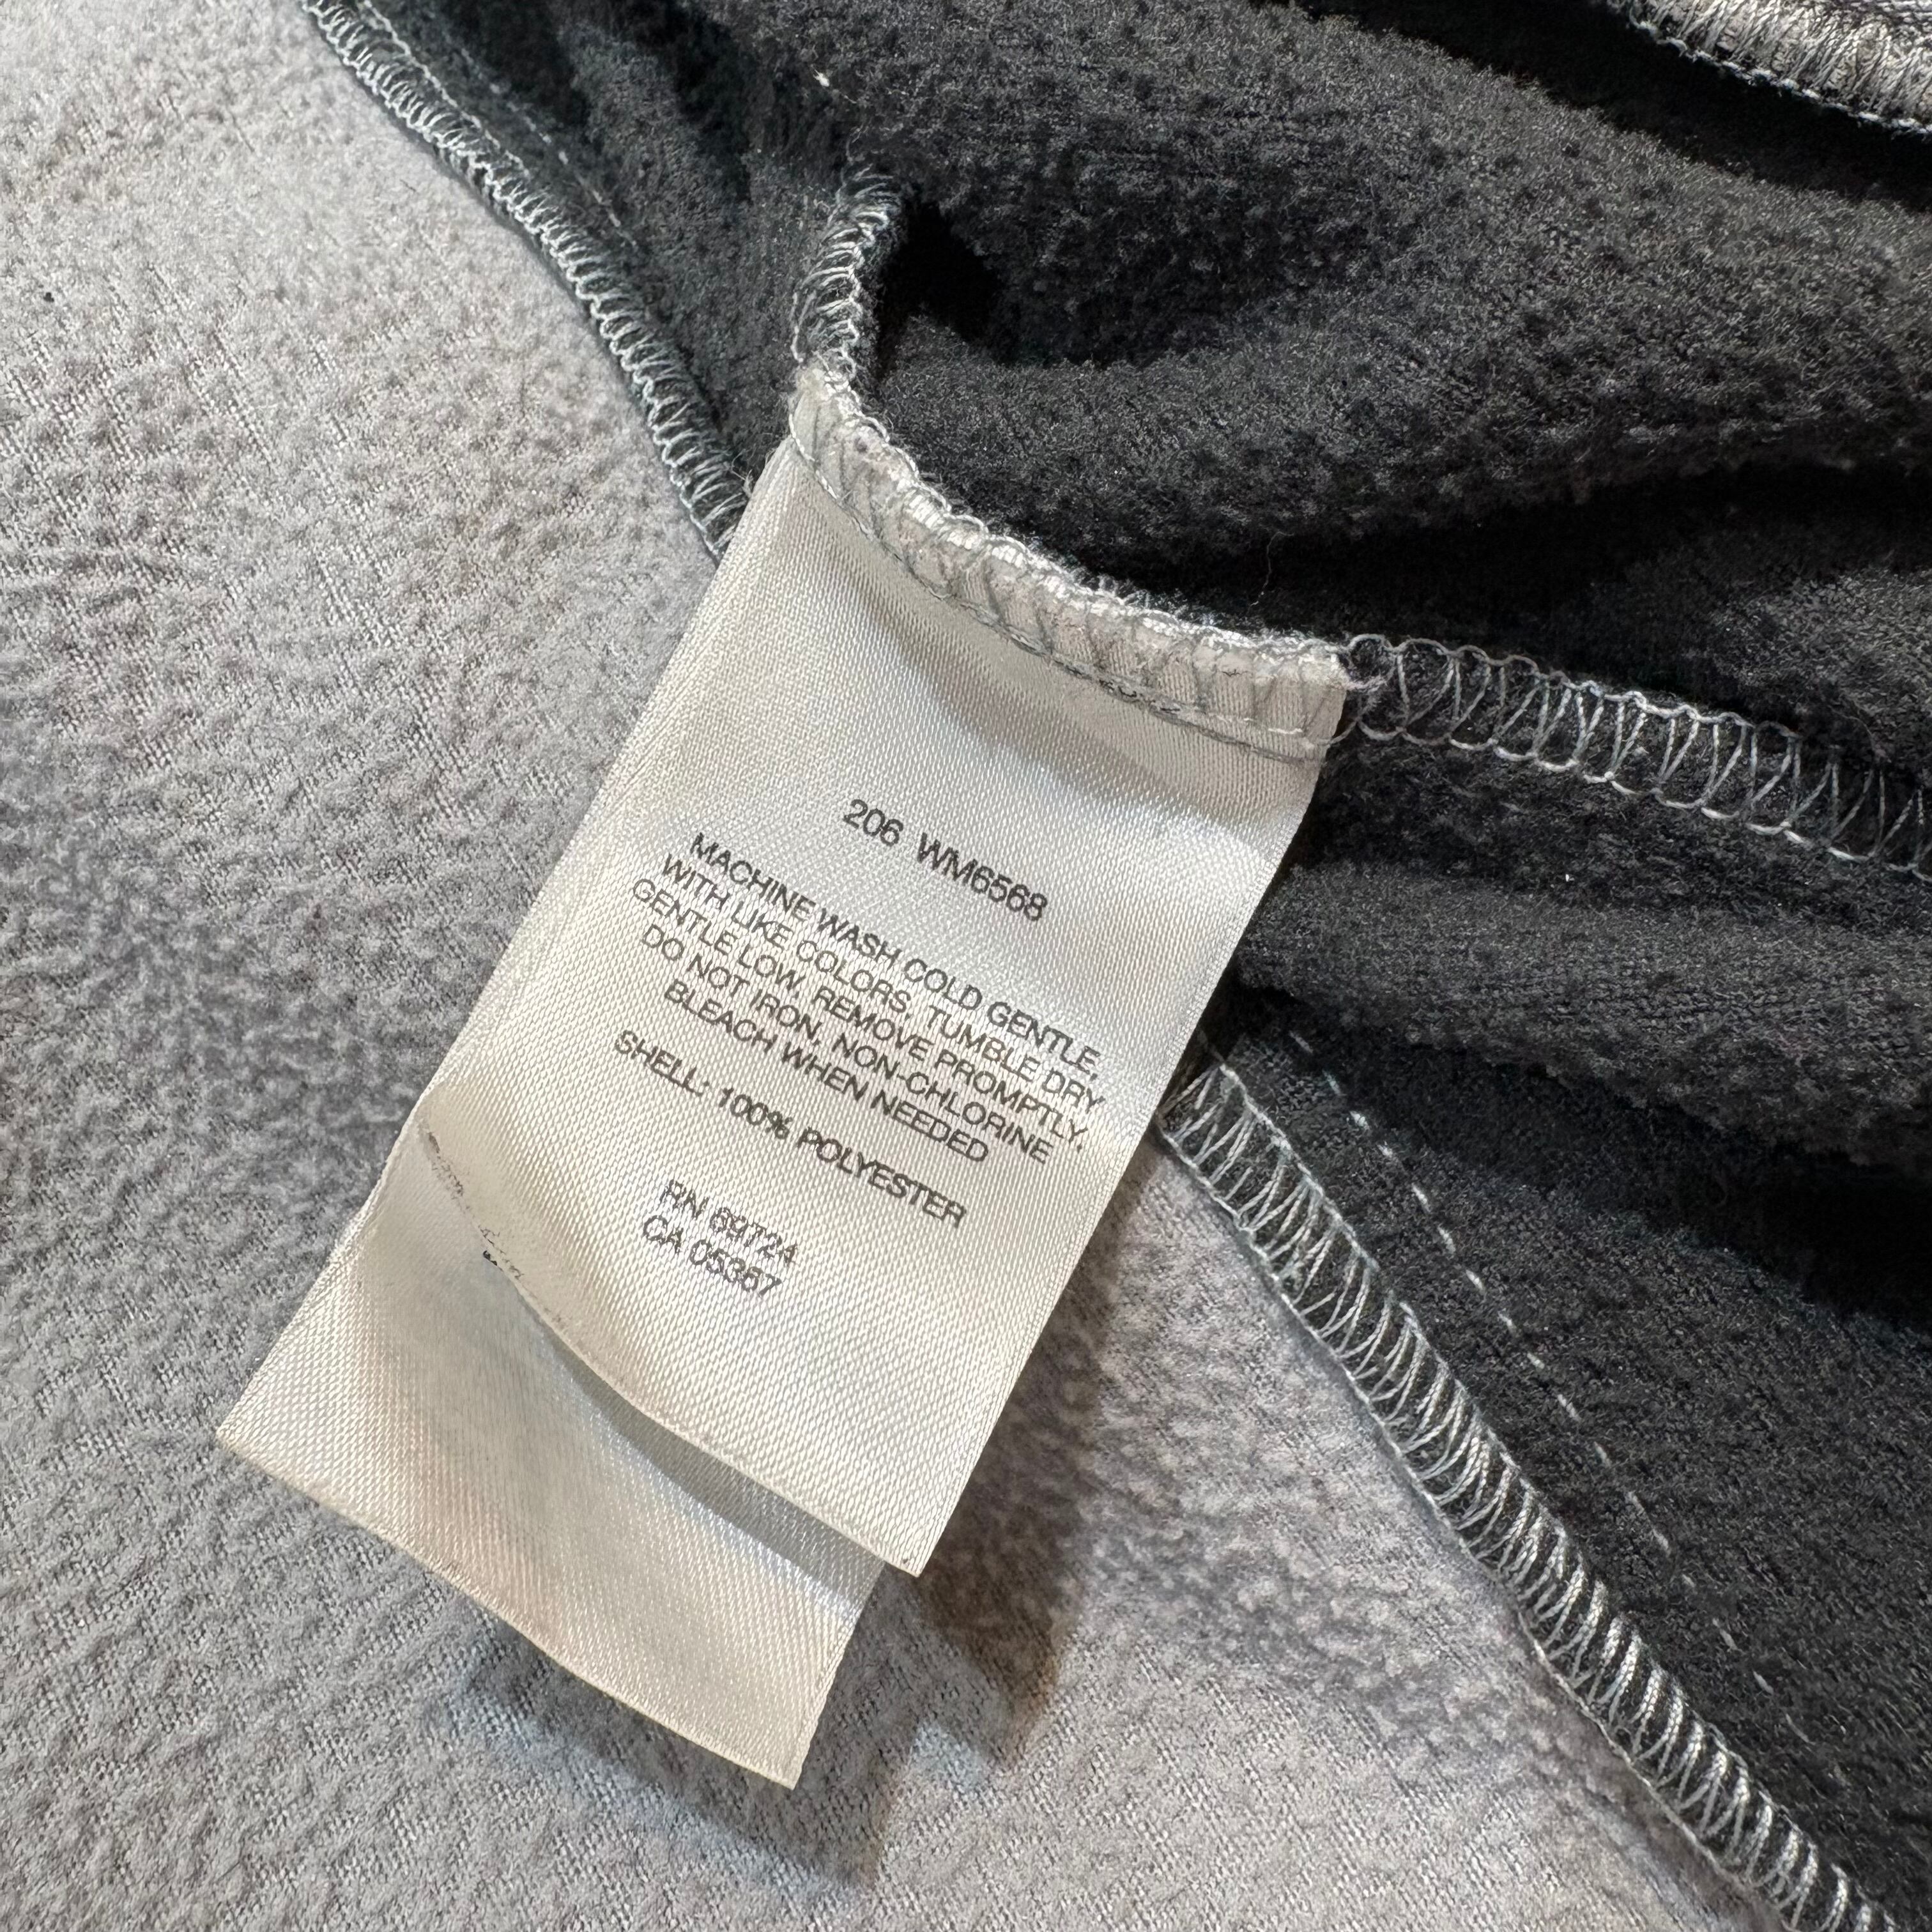 206 WM6568
MACHINE WASH COLD GENTLE,
WITH LIKE COLORS, TUMBLE DRY
GENTLE LOW, REMOVE PROMPTLY,
DO NOT IRON, NON-CHLORINE
BLEACH WHEN NEEDED
SHELL: 100% POLYESTER
RN 69724
CA 05367